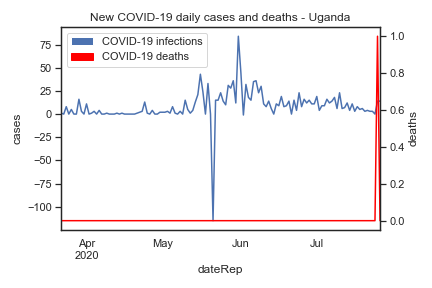 New COVID-19 daily cases and deaths - Uganda
COVID-19 infections
COVID-19 deaths
75
50
25
0
−25
−50
−75
−100
cases
1.0
0.8
0.6
0.4
0.2
0.0
deaths
Apr
2020
May
Jun
Jul
dateRep